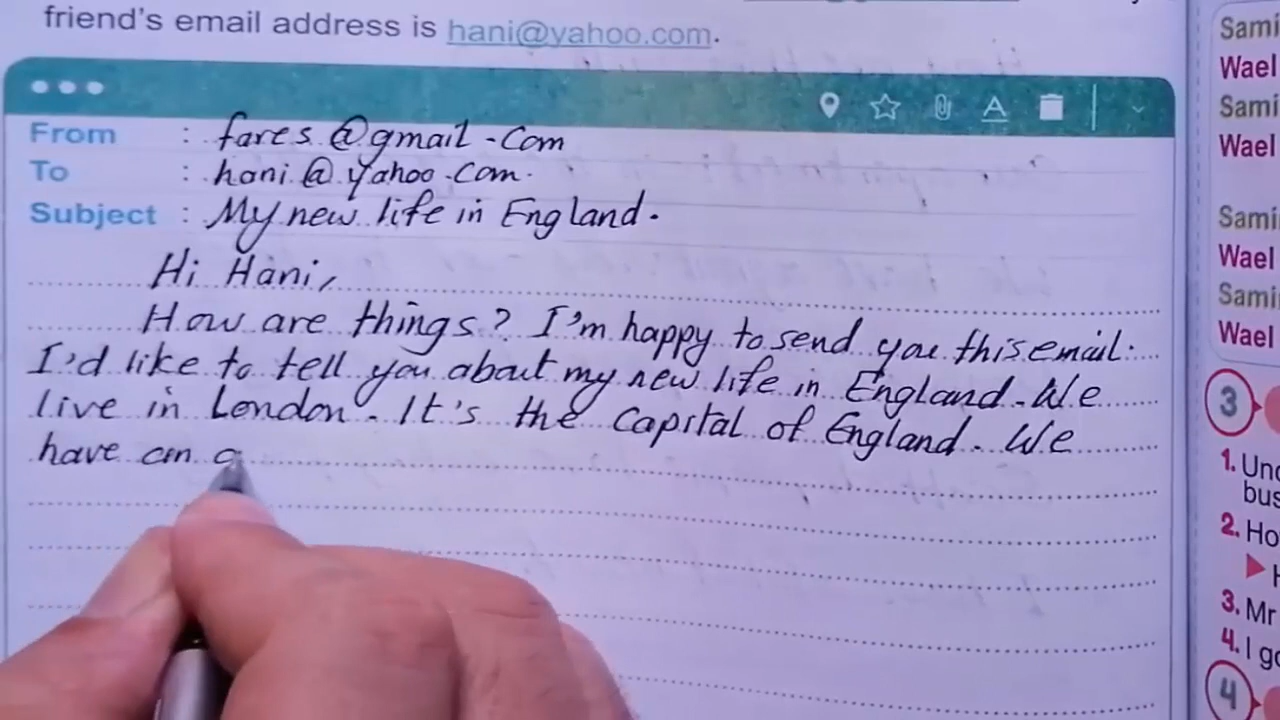 friend's email address is hani@yahoo.com.
From : fares@gmail.Com
To : hani@yahoo.Com.
Subject : My new life in England.
Hi Hani,
How are things? I'm happy to send you this email.
I'd like to tell you about my new life in England. We
live in London. It's the Capital of England. We
have an a
Sami
Wael
Sami
Wael
Sami
Wael
Sami
Wael
3
1. Und
bus
2. Ho
3. Mr
4. I go
4